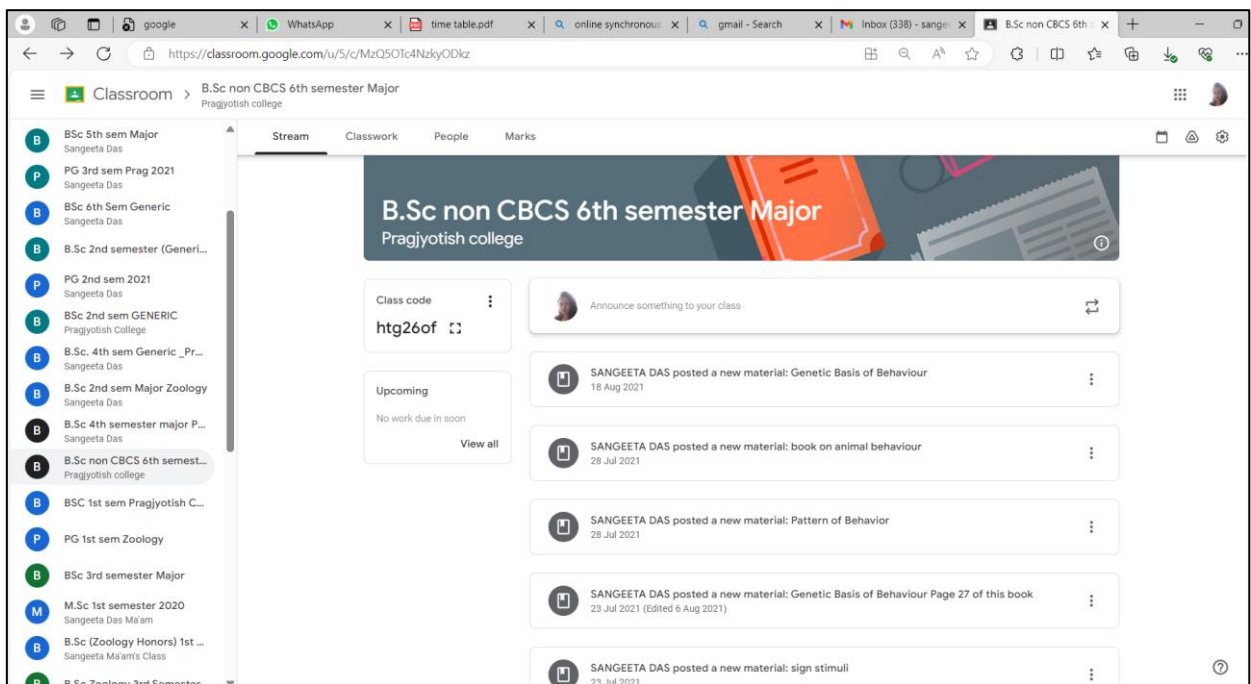 google
WhatsApp
time table.pdf
online synchronous
gmail - Search
Inbox (338) - sange
B.Sc non CBCS 6th
https://classroom.google.com/u/5/c/MzQ5OTc4NzkyODkz
Classroom > B.Sc non CBCS 6th semester Major
Pragjyotish college
Stream Classwork People Marks
B BSc 5th sem Major
Sangeeta Das
P PG 3rd sem Prag 2021
Sangeeta Das
B BSc 6th Sem Generic
Sangeeta Das
B B.Sc 2nd semester (Generi...
P PG 2nd sem 2021
Sangeeta Das
B BSc 2nd sem GENERIC
Pragjyotish College
B B.Sc. 4th sem Generic _Pr...
Sangeeta Das
B B.Sc 2nd sem Major Zoology
Sangeeta Das
B B.Sc 4th semester major P...
Sangeeta Das
B B.Sc non CBCS 6th semest...
Pragjyotish college
B BSC 1st sem Pragjyotish C...
P PG 1st sem Zoology
B BSc 3rd semester Major
M M.Sc 1st semester 2020
Sangeeta Das Ma'am
B B.Sc (Zoology Honors) 1st ...
Sangeeta Ma'am's Class
B B.Sc Zoology 3rd Semester
B.Sc non CBCS 6th semester Major
Pragjyotish college
Class code
htg26of
Upcoming
No work due in soon
View all
Announce something to your class
SANGEETA DAS posted a new material: Genetic Basis of Behaviour
18 Aug 2021
SANGEETA DAS posted a new material: book on animal behaviour
28 Jul 2021
SANGEETA DAS posted a new material: Pattern of Behavior
28 Jul 2021
SANGEETA DAS posted a new material: Genetic Basis of Behaviour Page 27 of this book
23 Jul 2021 (Edited 6 Aug 2021)
SANGEETA DAS posted a new material: sign stimuli
23 Jul 2021